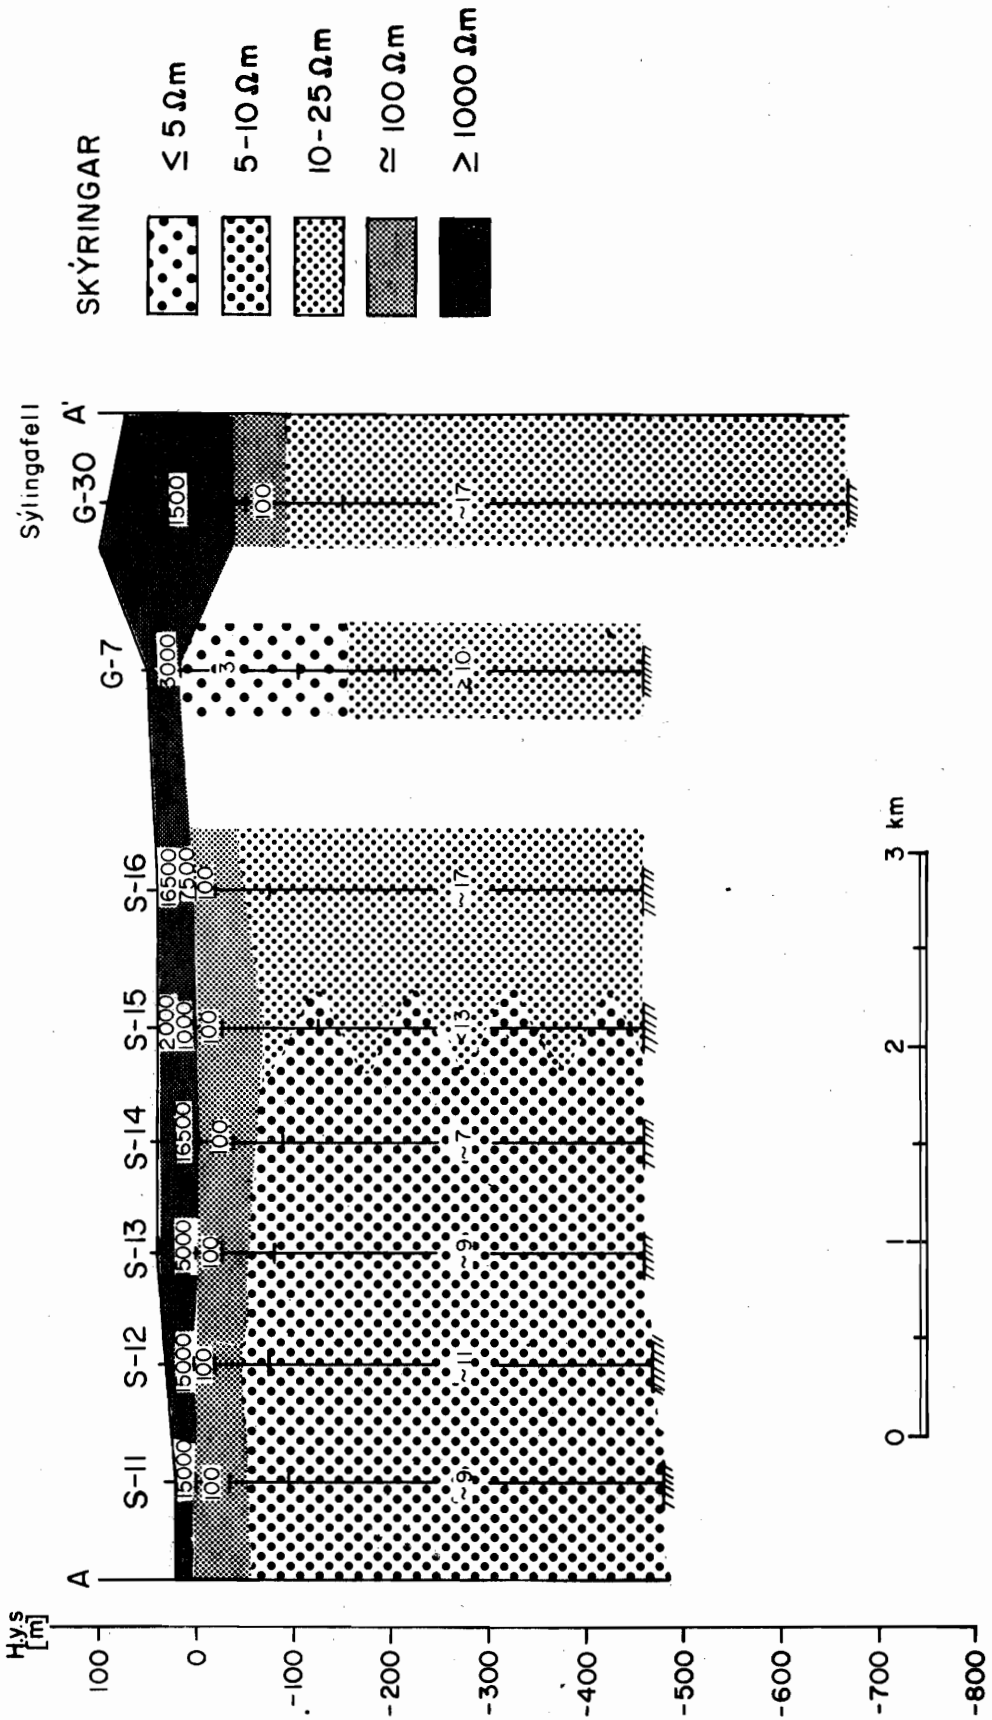 SKÝRINGAR
≤ 5 Ωm
5-10 Ωm
10-25 Ωm
≃ 100 Ωm
≥ 1000 Ωm
Sýlingafell
A
S-11
S-12
S-13
S-14
S-15
S-16
G-7
G-30
A'
15000
100
~9
15000
100
~11
5000
100
~9
16500
100
~7
2000
1000
100
<13
16500
7500
100
~17
3000
3
≥10
1500
100
~17
H.y.s
[m]
100
0
-100
-200
-300
-400
-500
-600
-700
-800
0
1
2
3
km